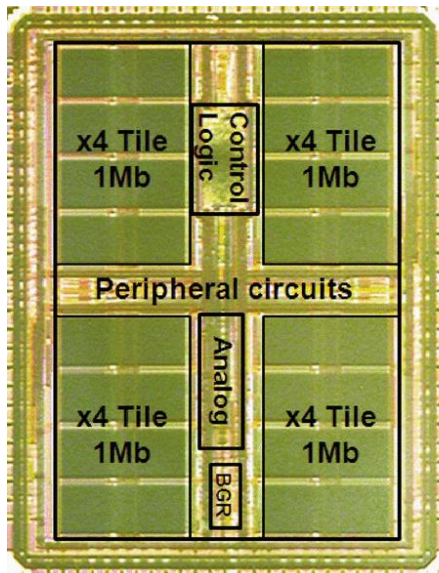 x4 Tile
1Mb
Control
Logic
x4 Tile
1Mb
Peripheral circuits
x4 Tile
1Mb
Analog
x4 Tile
1Mb
BGR